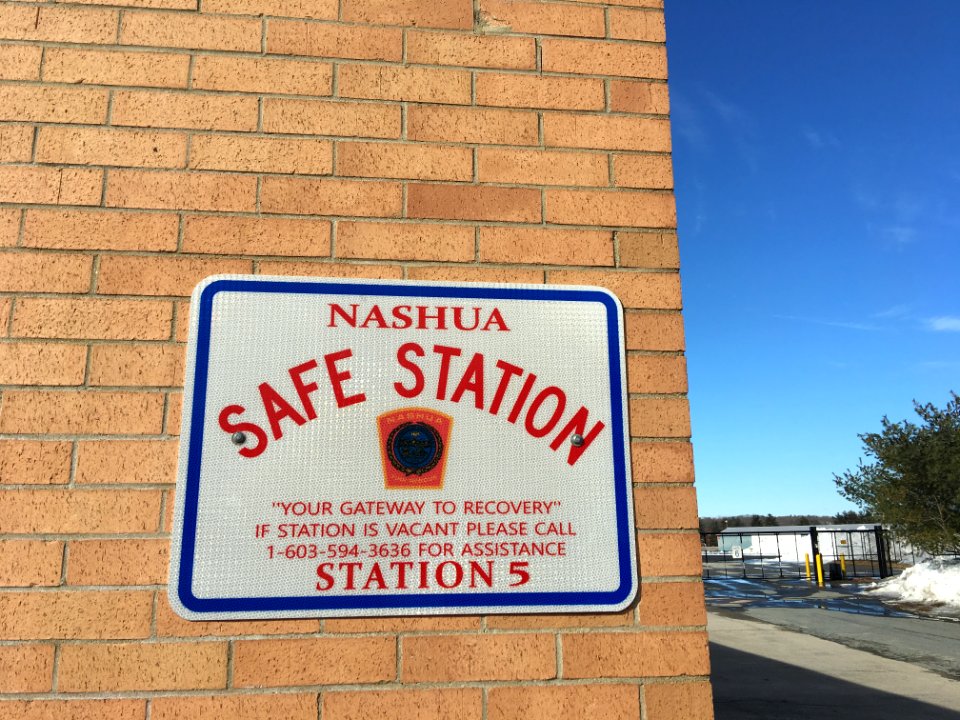 NASHUA
SAFE STATION
NASHUA
"YOUR GATEWAY TO RECOVERY"
IF STATION IS VACANT PLEASE CALL
1-603-594-3636 FOR ASSISTANCE
STATION 5